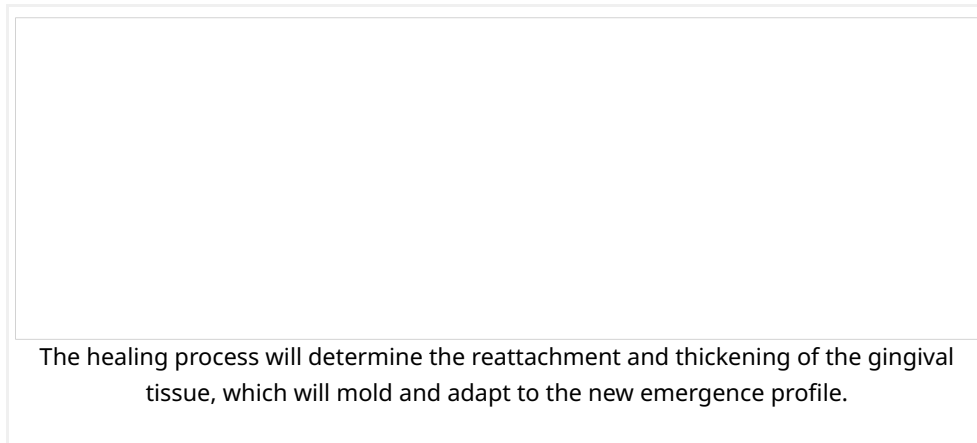 The healing process will determine the reattachment and thickening of the gingival
tissue, which will mold and adapt to the new emergence profile.